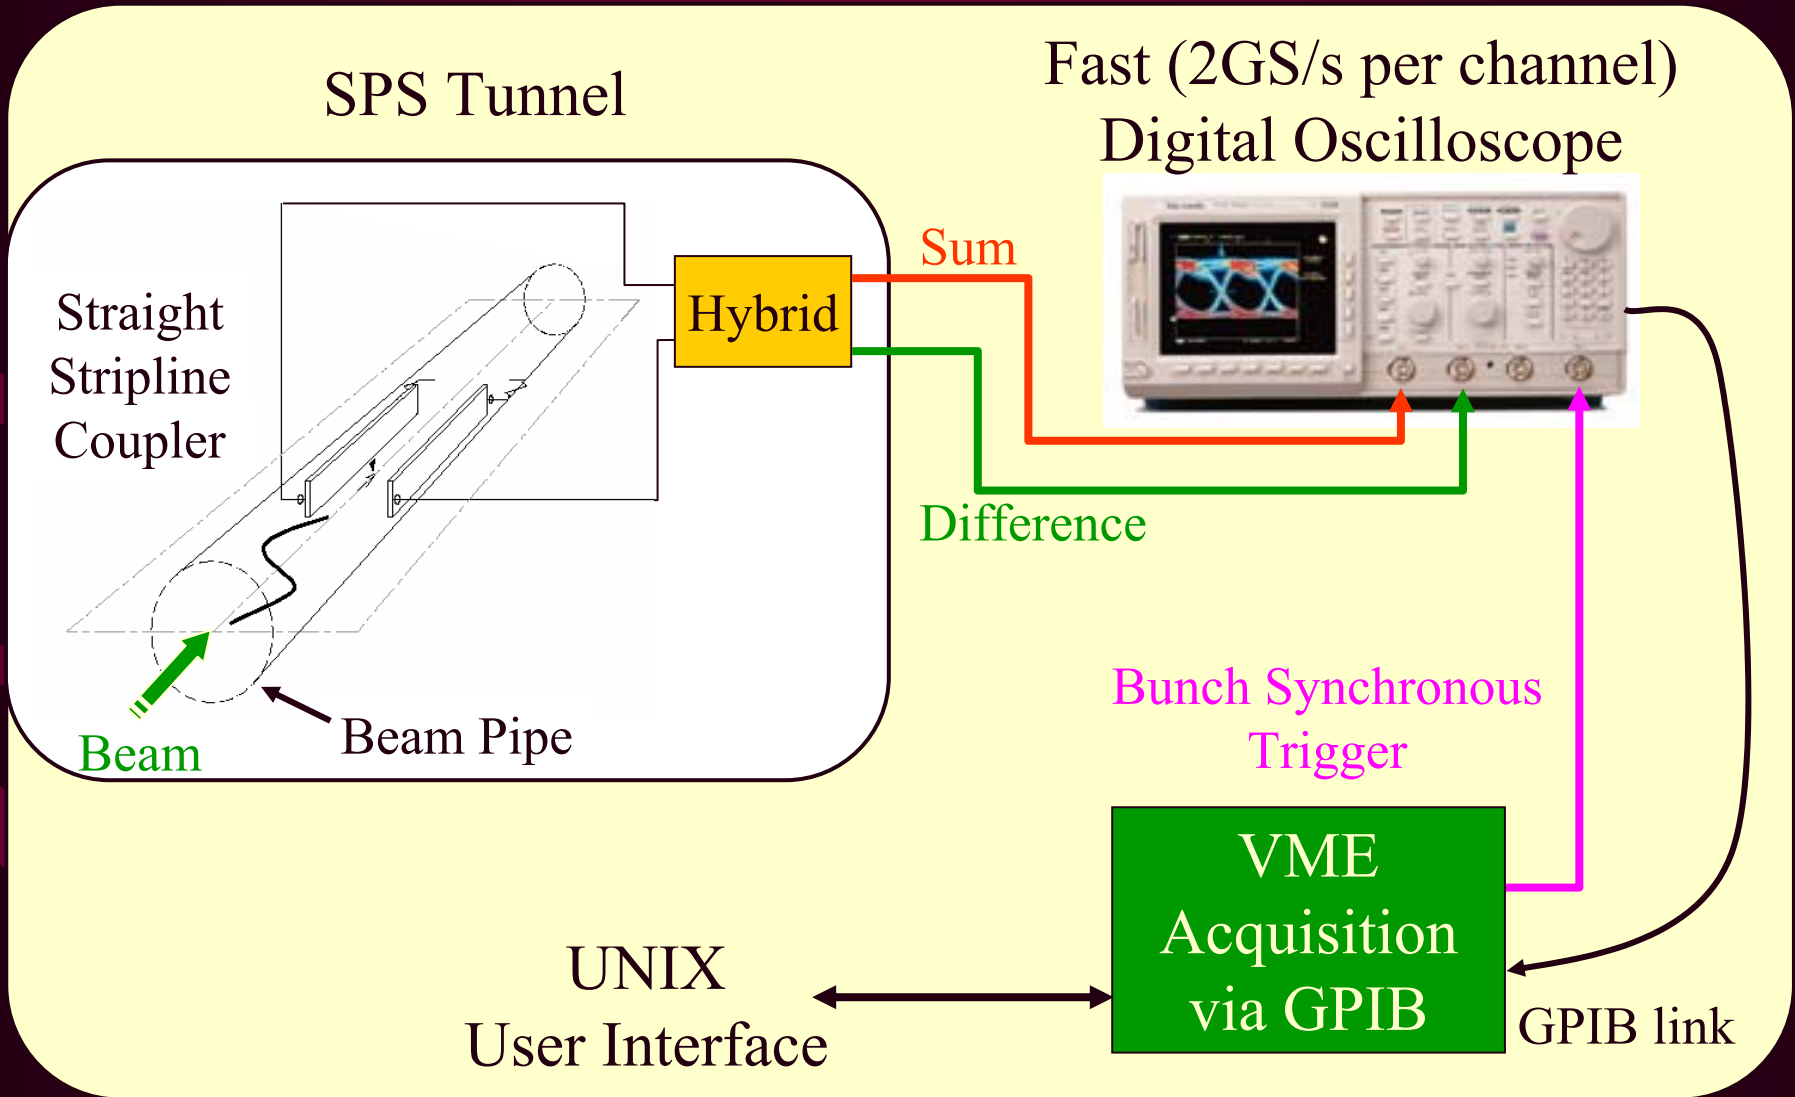 SPS Tunnel
Fast (2GS/s per channel)
Digital Oscilloscope
Straight
Stripline
Coupler
Hybrid
Sum
Difference
Beam
Beam Pipe
Bunch Synchronous
Trigger
VME
Acquisition
via GPIB
GPIB link
UNIX
User Interface